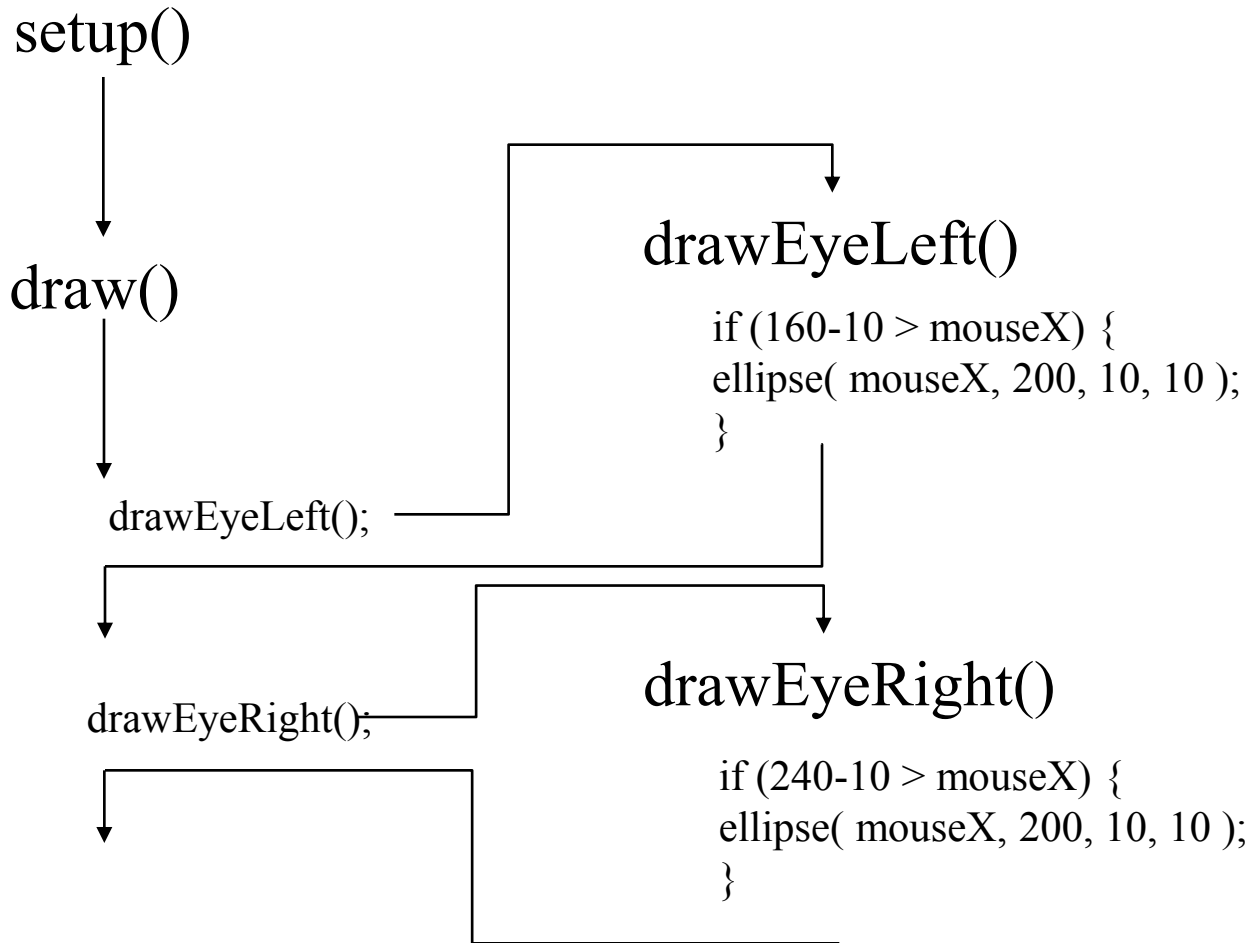 setup()
draw()
drawEyeLeft();
drawEyeLeft()
if (160-10 > mouseX) {
ellipse( mouseX, 200, 10, 10 );
}
drawEyeRight();
drawEyeRight()
if (240-10 > mouseX) {
ellipse( mouseX, 200, 10, 10 );
}